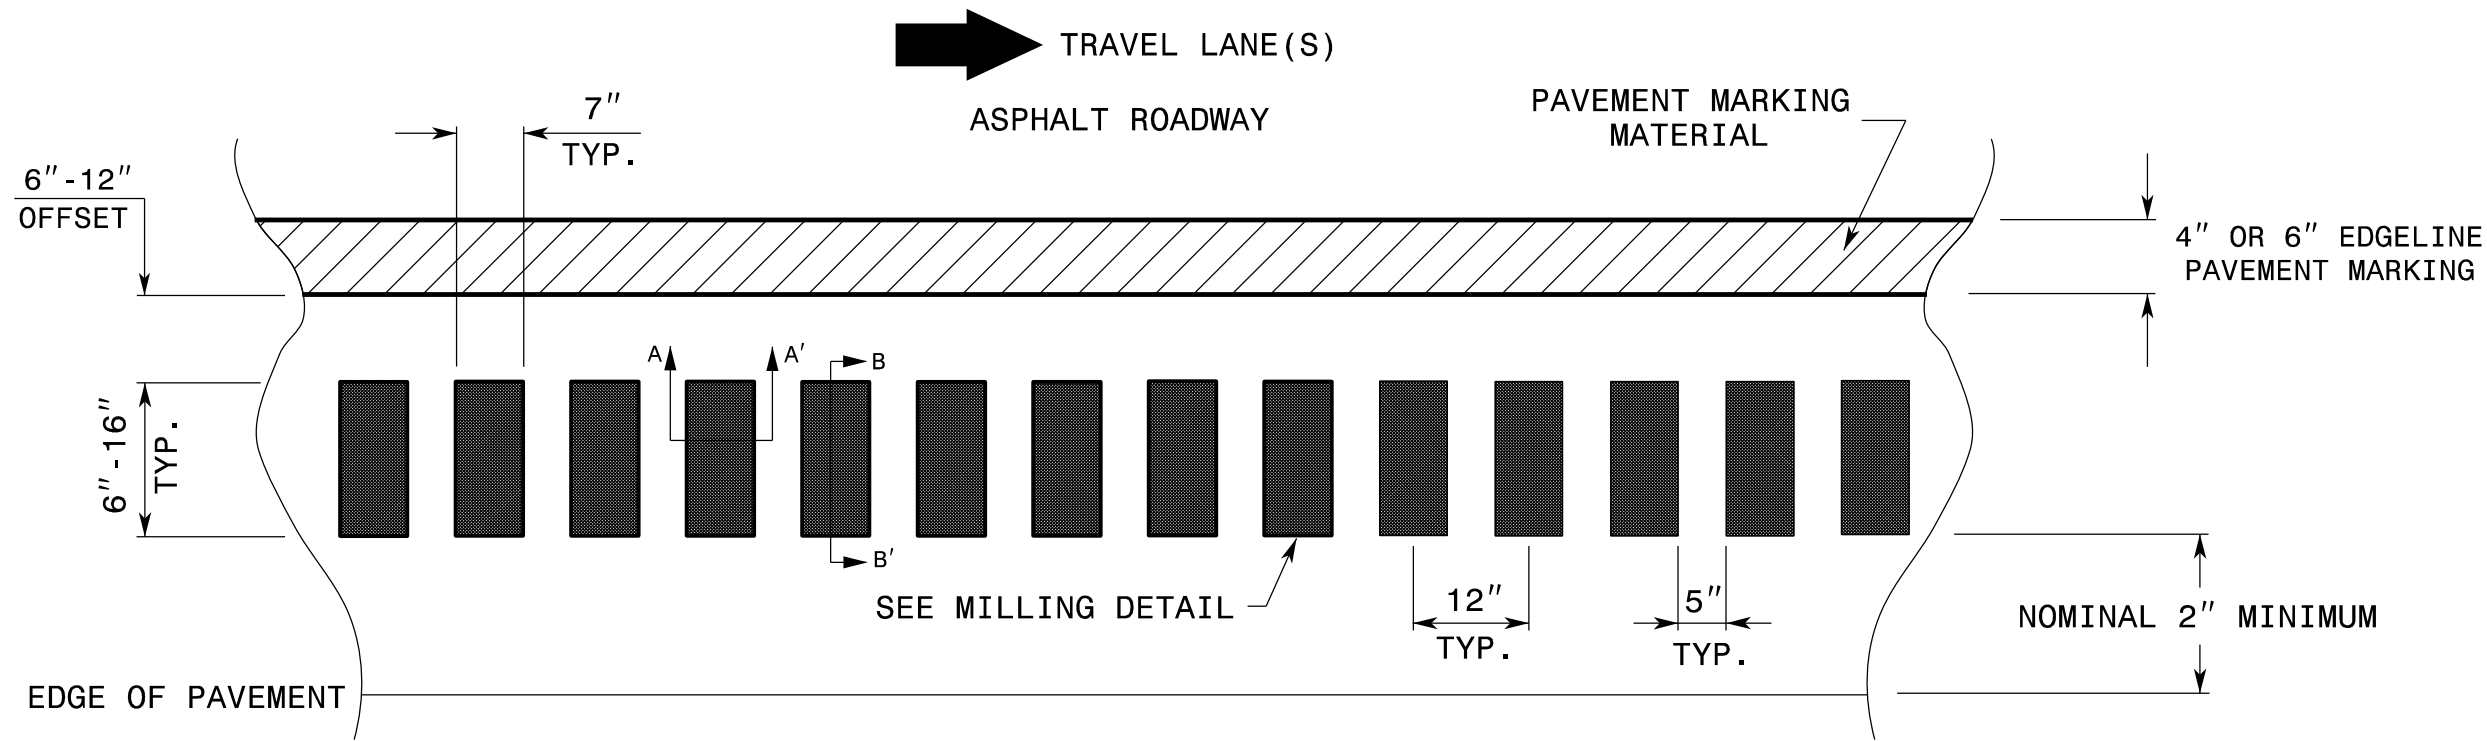 TRAVEL LANE(S)
ASPHALT ROADWAY
PAVEMENT MARKING
MATERIAL
7"
TYP.
6"-12"
OFFSET
4" OR 6" EDGELINE
PAVEMENT MARKING
A
A'
B
6"-16"
TYP.
B'
SEE MILLING DETAIL
12"
TYP.
5"
TYP.
NOMINAL 2" MINIMUM
EDGE OF PAVEMENT